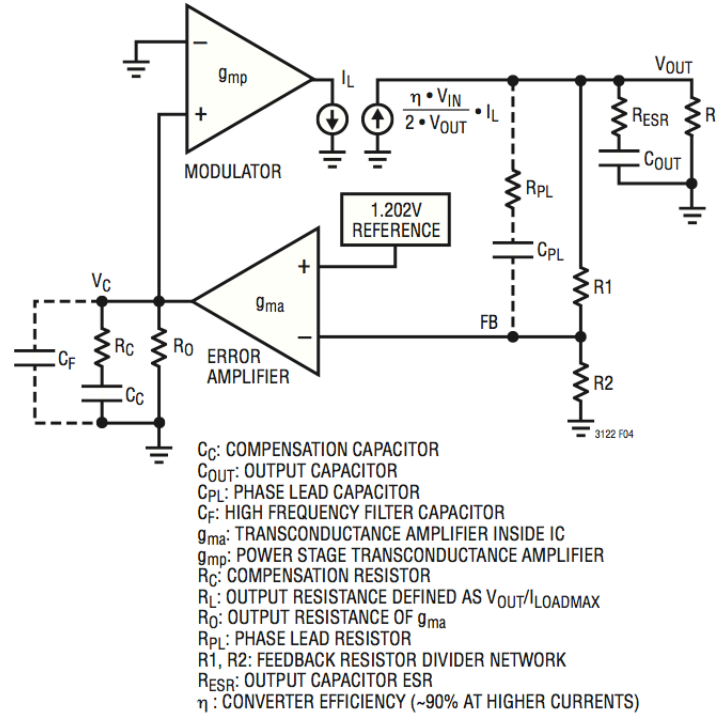 gmp
−
+
MODULATOR
IL
η • VIN
2 • VOUT
• IL
VOUT
RESR
COUT
R
RPL
CPL
1.202V
REFERENCE
VC
gma
+
−
FB
R1
R2
CF
RC
CC
RO
ERROR
AMPLIFIER
3122 F04
CC: COMPENSATION CAPACITOR
COUT: OUTPUT CAPACITOR
CPL: PHASE LEAD CAPACITOR
CF: HIGH FREQUENCY FILTER CAPACITOR
gma: TRANSCONDUCTANCE AMPLIFIER INSIDE IC
gmp: POWER STAGE TRANSCONDUCTANCE AMPLIFIER
RC: COMPENSATION RESISTOR
RL: OUTPUT RESISTANCE DEFINED AS VOUT/ILOADMAX
RO: OUTPUT RESISTANCE OF gma
RPL: PHASE LEAD RESISTOR
R1, R2: FEEDBACK RESISTOR DIVIDER NETWORK
RESR: OUTPUT CAPACITOR ESR
η : CONVERTER EFFICIENCY (~90% AT HIGHER CURRENTS)